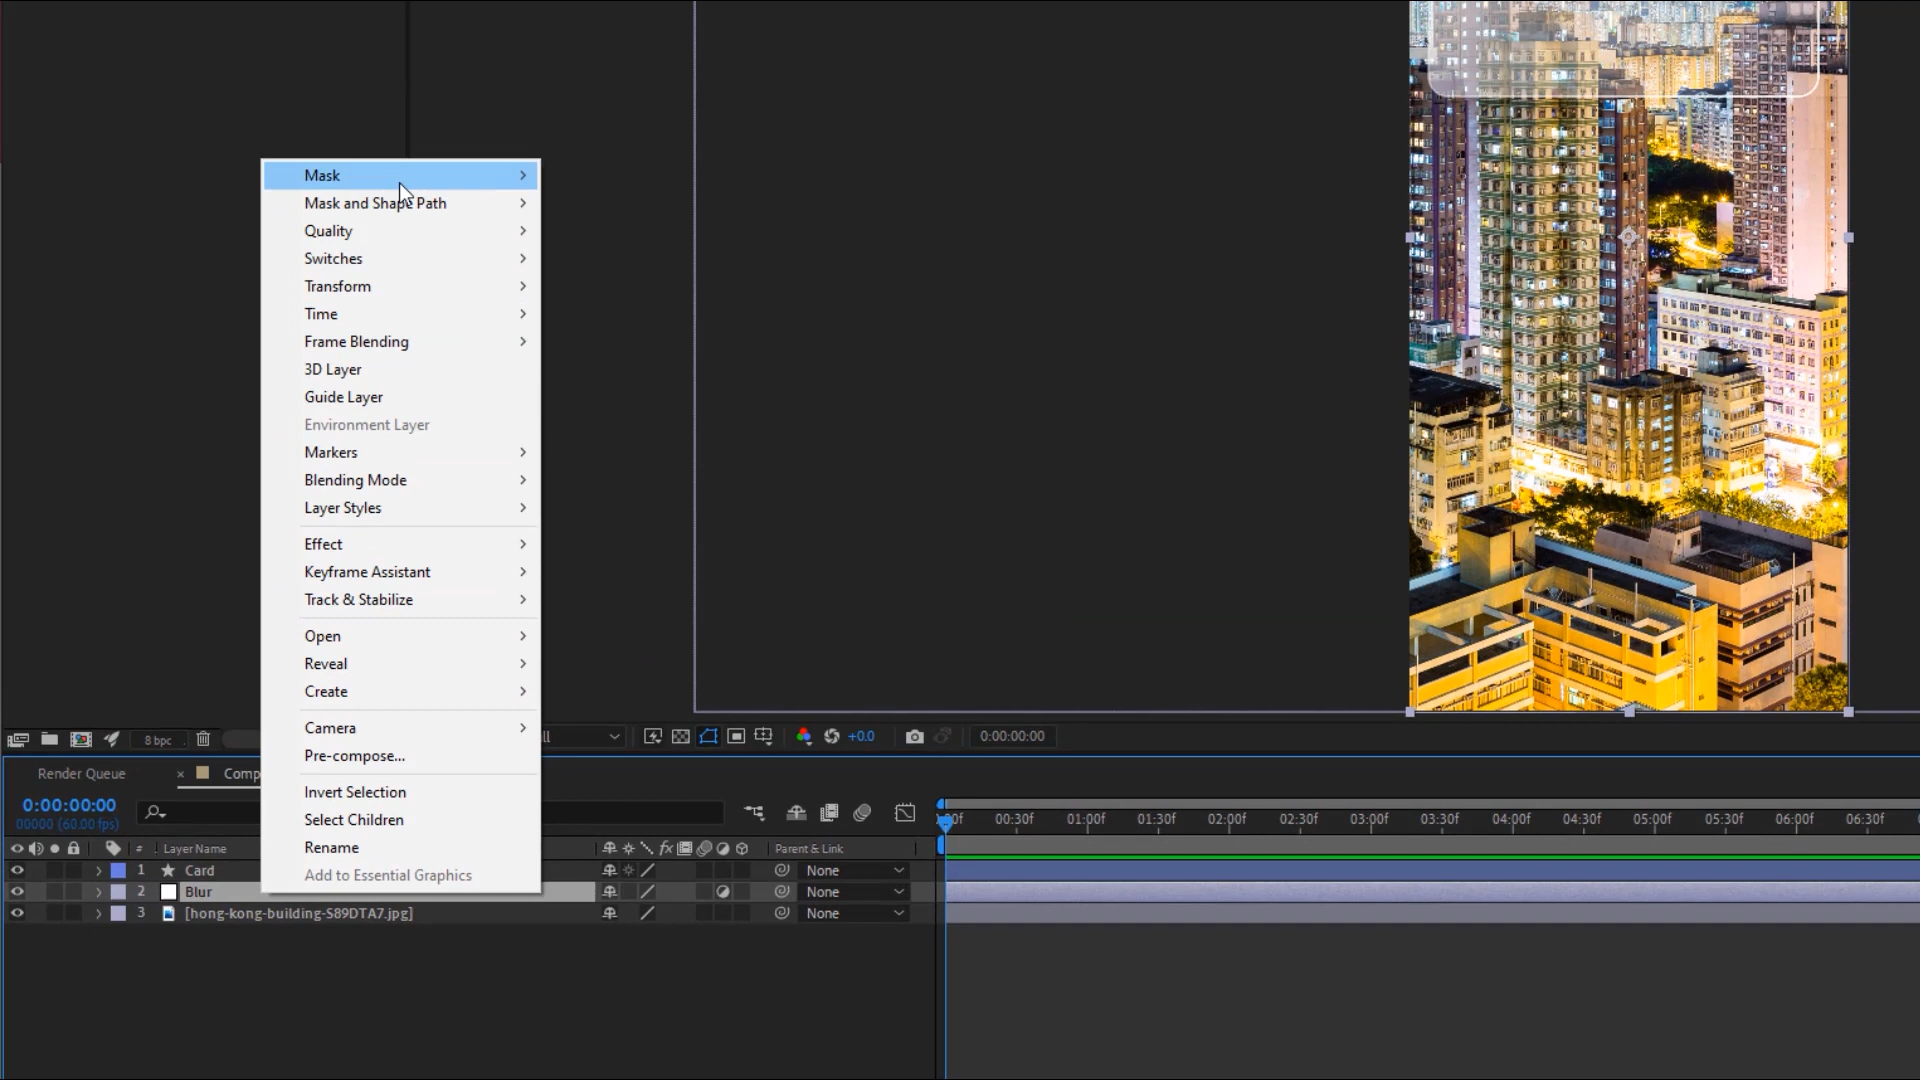 Mask
Mask and Shape Path
Quality
Switches
Transform
Time
Frame Blending
3D Layer
Guide Layer
Environment Layer
Markers
Blending Mode
Layer Styles
Effect
Keyframe Assistant
Track & Stabilize
Open
Reveal
Create
Camera
Pre-compose...
Invert Selection
Select Children
Rename
Add to Essential Graphics
8 bpc
+0.0
0:00:00:00
Render Queue
Comp
0:00:00:00
00000 (60.00 fps)
00:30f 01:00f 01:30f 02:00f 02:30f 03:00f 03:30f 04:00f 04:30f 05:00f 05:30f 06:00f 06:30f
# Layer Name fx Parent & Link
1 Card None
2 Blur None
3 [hong-kong-building-S89DTA7.jpg] None